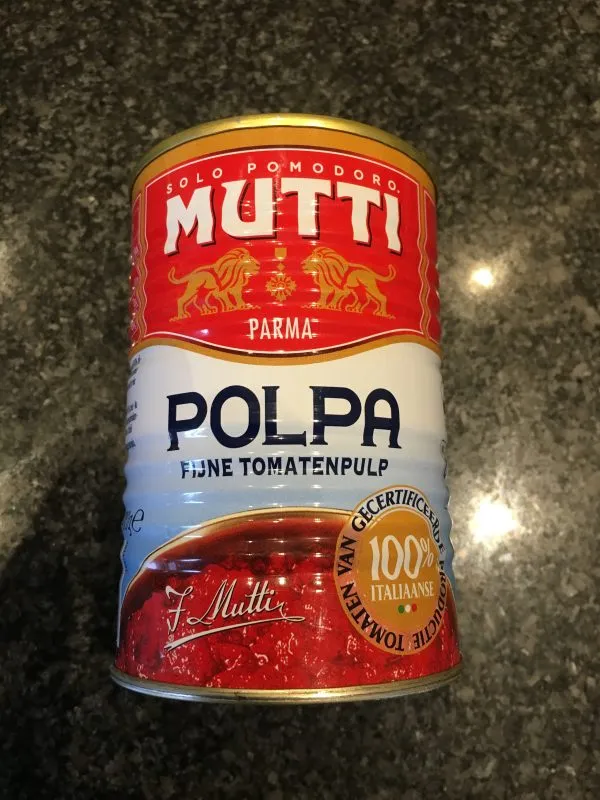 SOLO POMODORO.
MUTTI
PARMA
POLPA
FIJNE TOMATENPULP
TOMATEN VAN GECERTIFICEERDE PRODUCTIE
100%
ITALIAANSE
F. Mutti